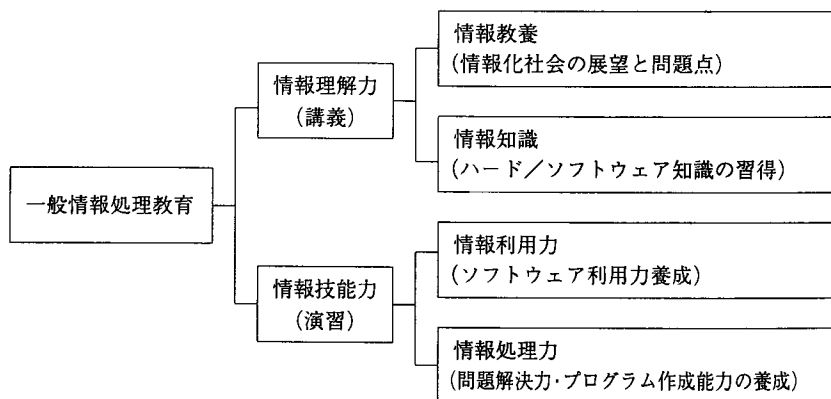 一般情報処理教育
情報理解力
(講義)
情報教養
(情報化社会の展望と問題点)
情報知識
(ハード／ソフトウェア知識の習得)
情報技能力
(演習)
情報利用力
(ソフトウェア利用力養成)
情報処理力
(問題解決力･プログラム作成能力の養成)